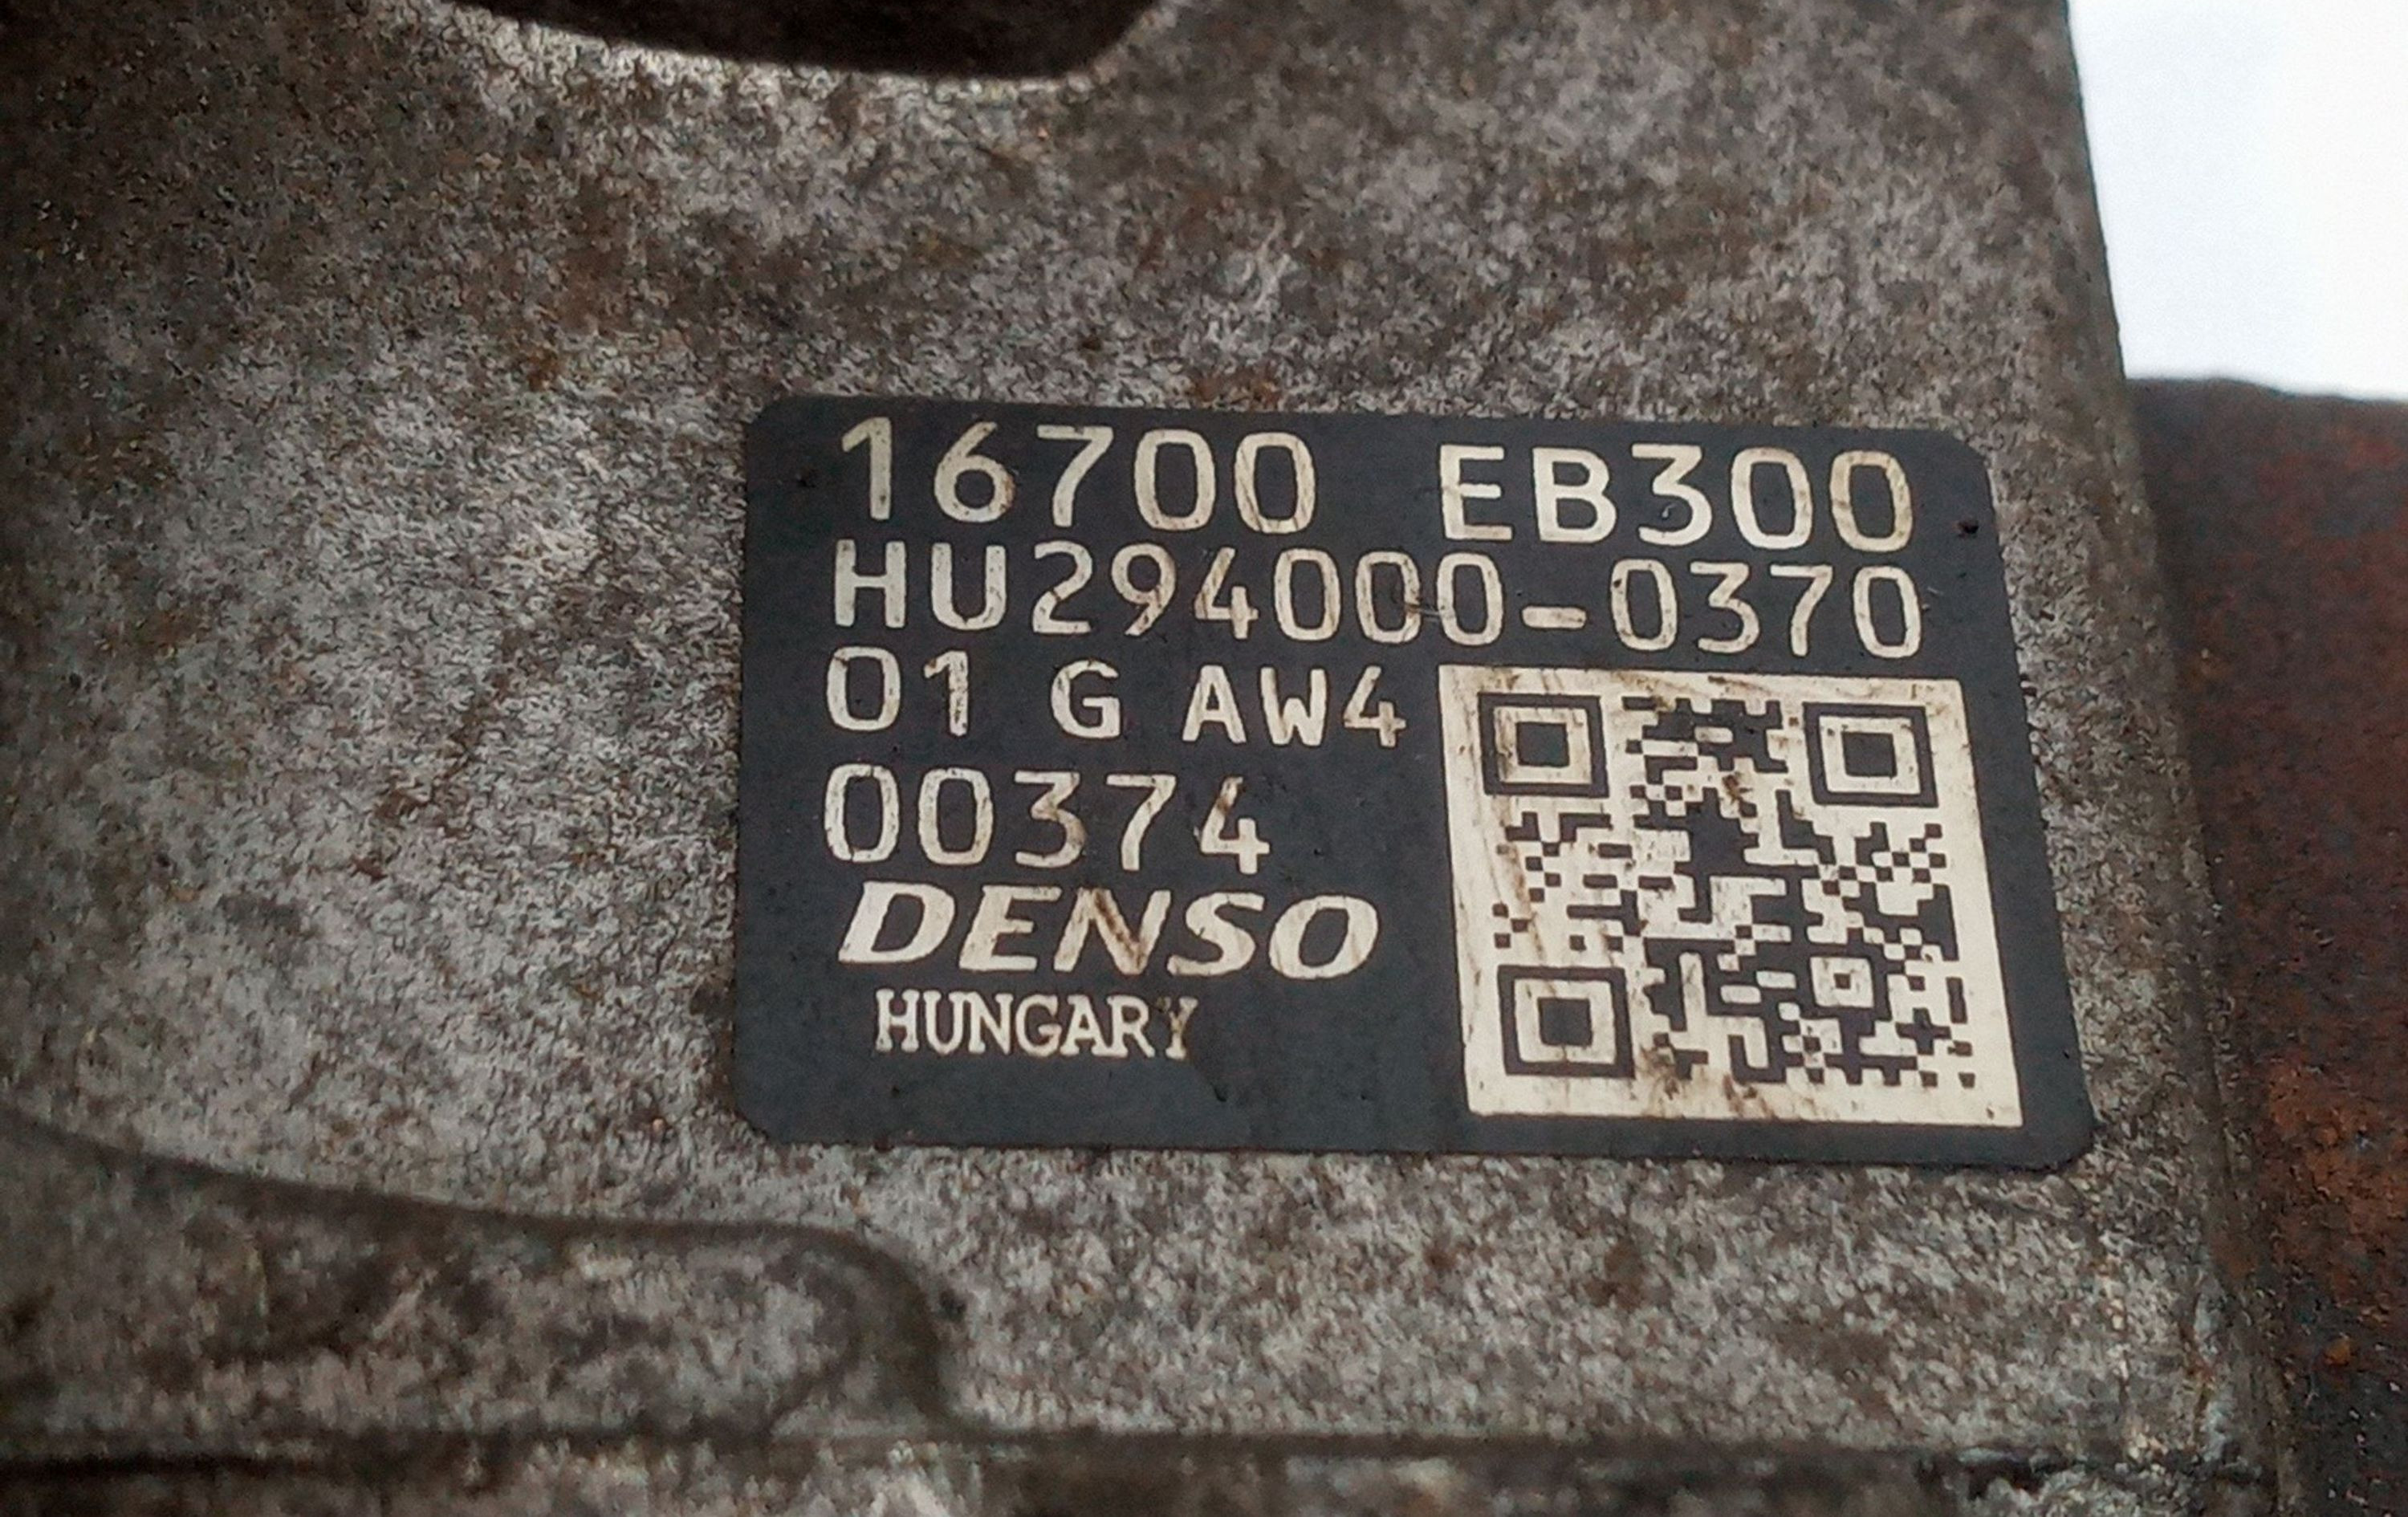 16700 EB300
HU294000-0370
01 G AW4
00374
DENSO
HUNGARY